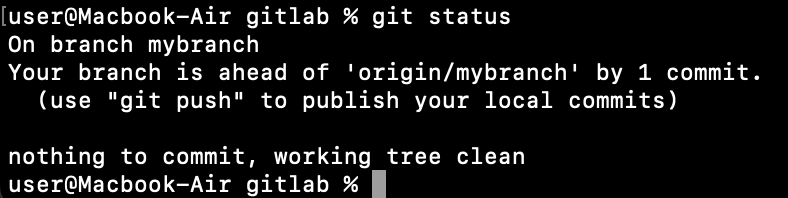 [user@Macbook-Air gitlab % git status
On branch mybranch
Your branch is ahead of 'origin/mybranch' by 1 commit.
  (use "git push" to publish your local commits)

nothing to commit, working tree clean
user@Macbook-Air gitlab %